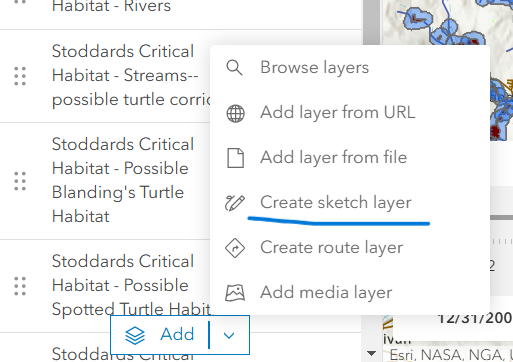 Habitat - Rivers
Stoddards Critical
Habitat - Streams--
possible turtle corric
Stoddards Critical
Habitat - Possible
Blanding's Turtle
Habitat
Stoddards Critical
Habitat - Possible
Spotted Turtle Habit
Stoddards Critical
Browse layers
Add layer from URL
Add layer from file
Create sketch layer
Create route layer
Add media layer
Add
2
12/31/200
Esri, NASA, NGA, U